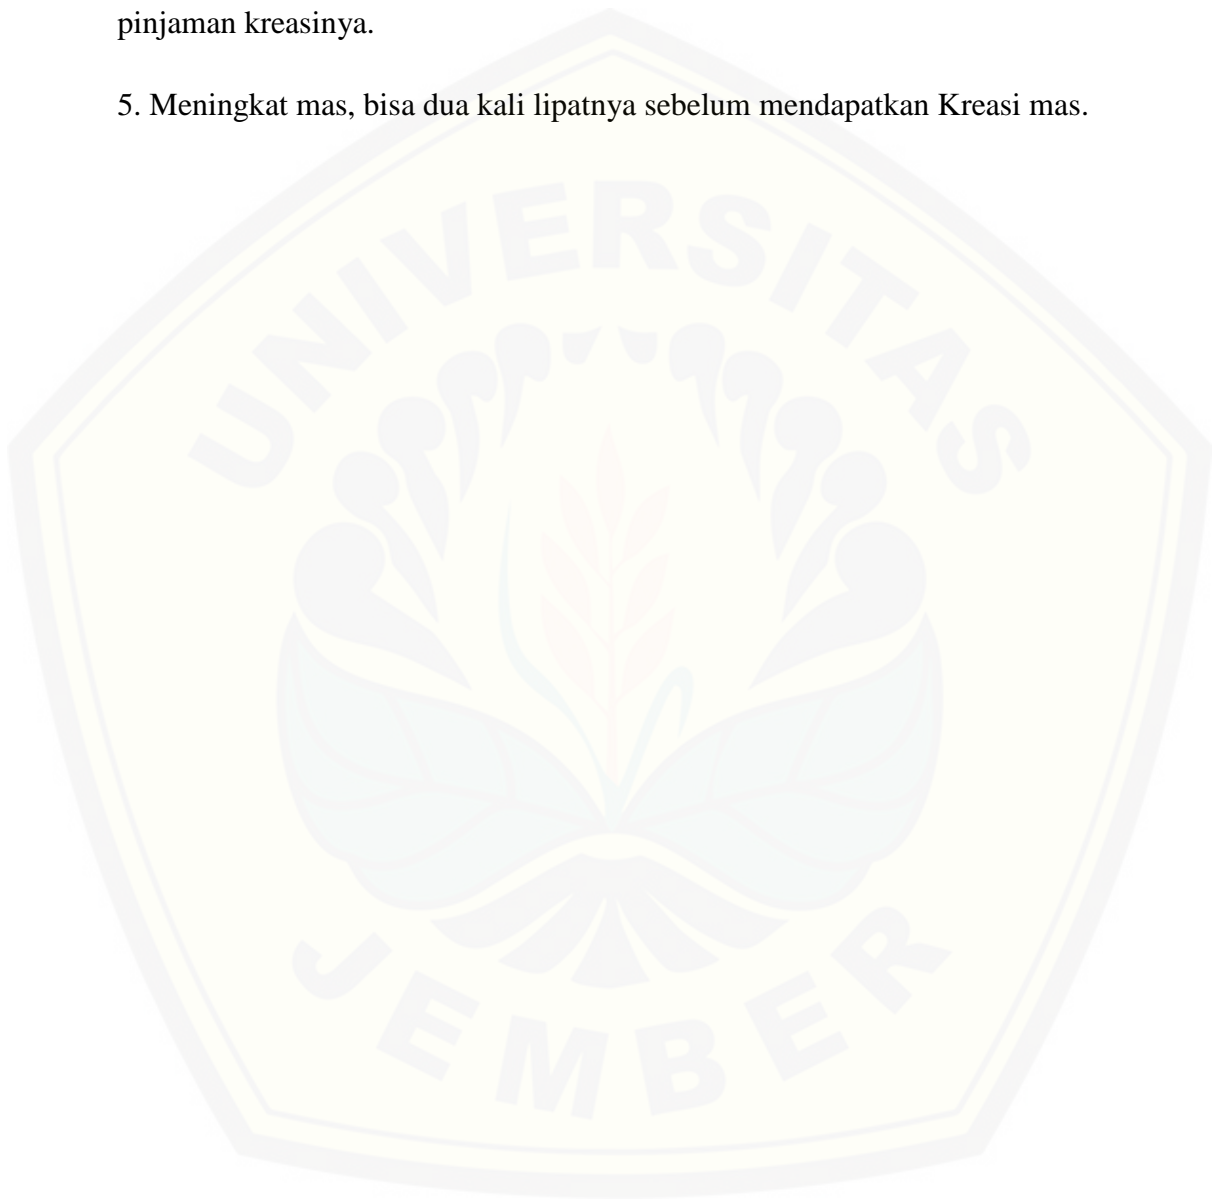 pinjaman kreasinya.
5. Meningkat mas, bisa dua kali lipatnya sebelum mendapatkan Kreasi mas.
UNIVERSITAS
JEMBER